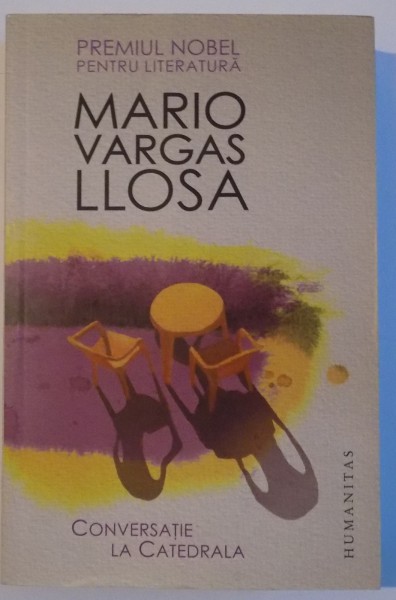 PREMIUL NOBEL
PENTRU LITERATURĂ
MARIO
VARGAS
LLOSA
CONVERSAȚIE
LA CATEDRALA
HUMANITAS